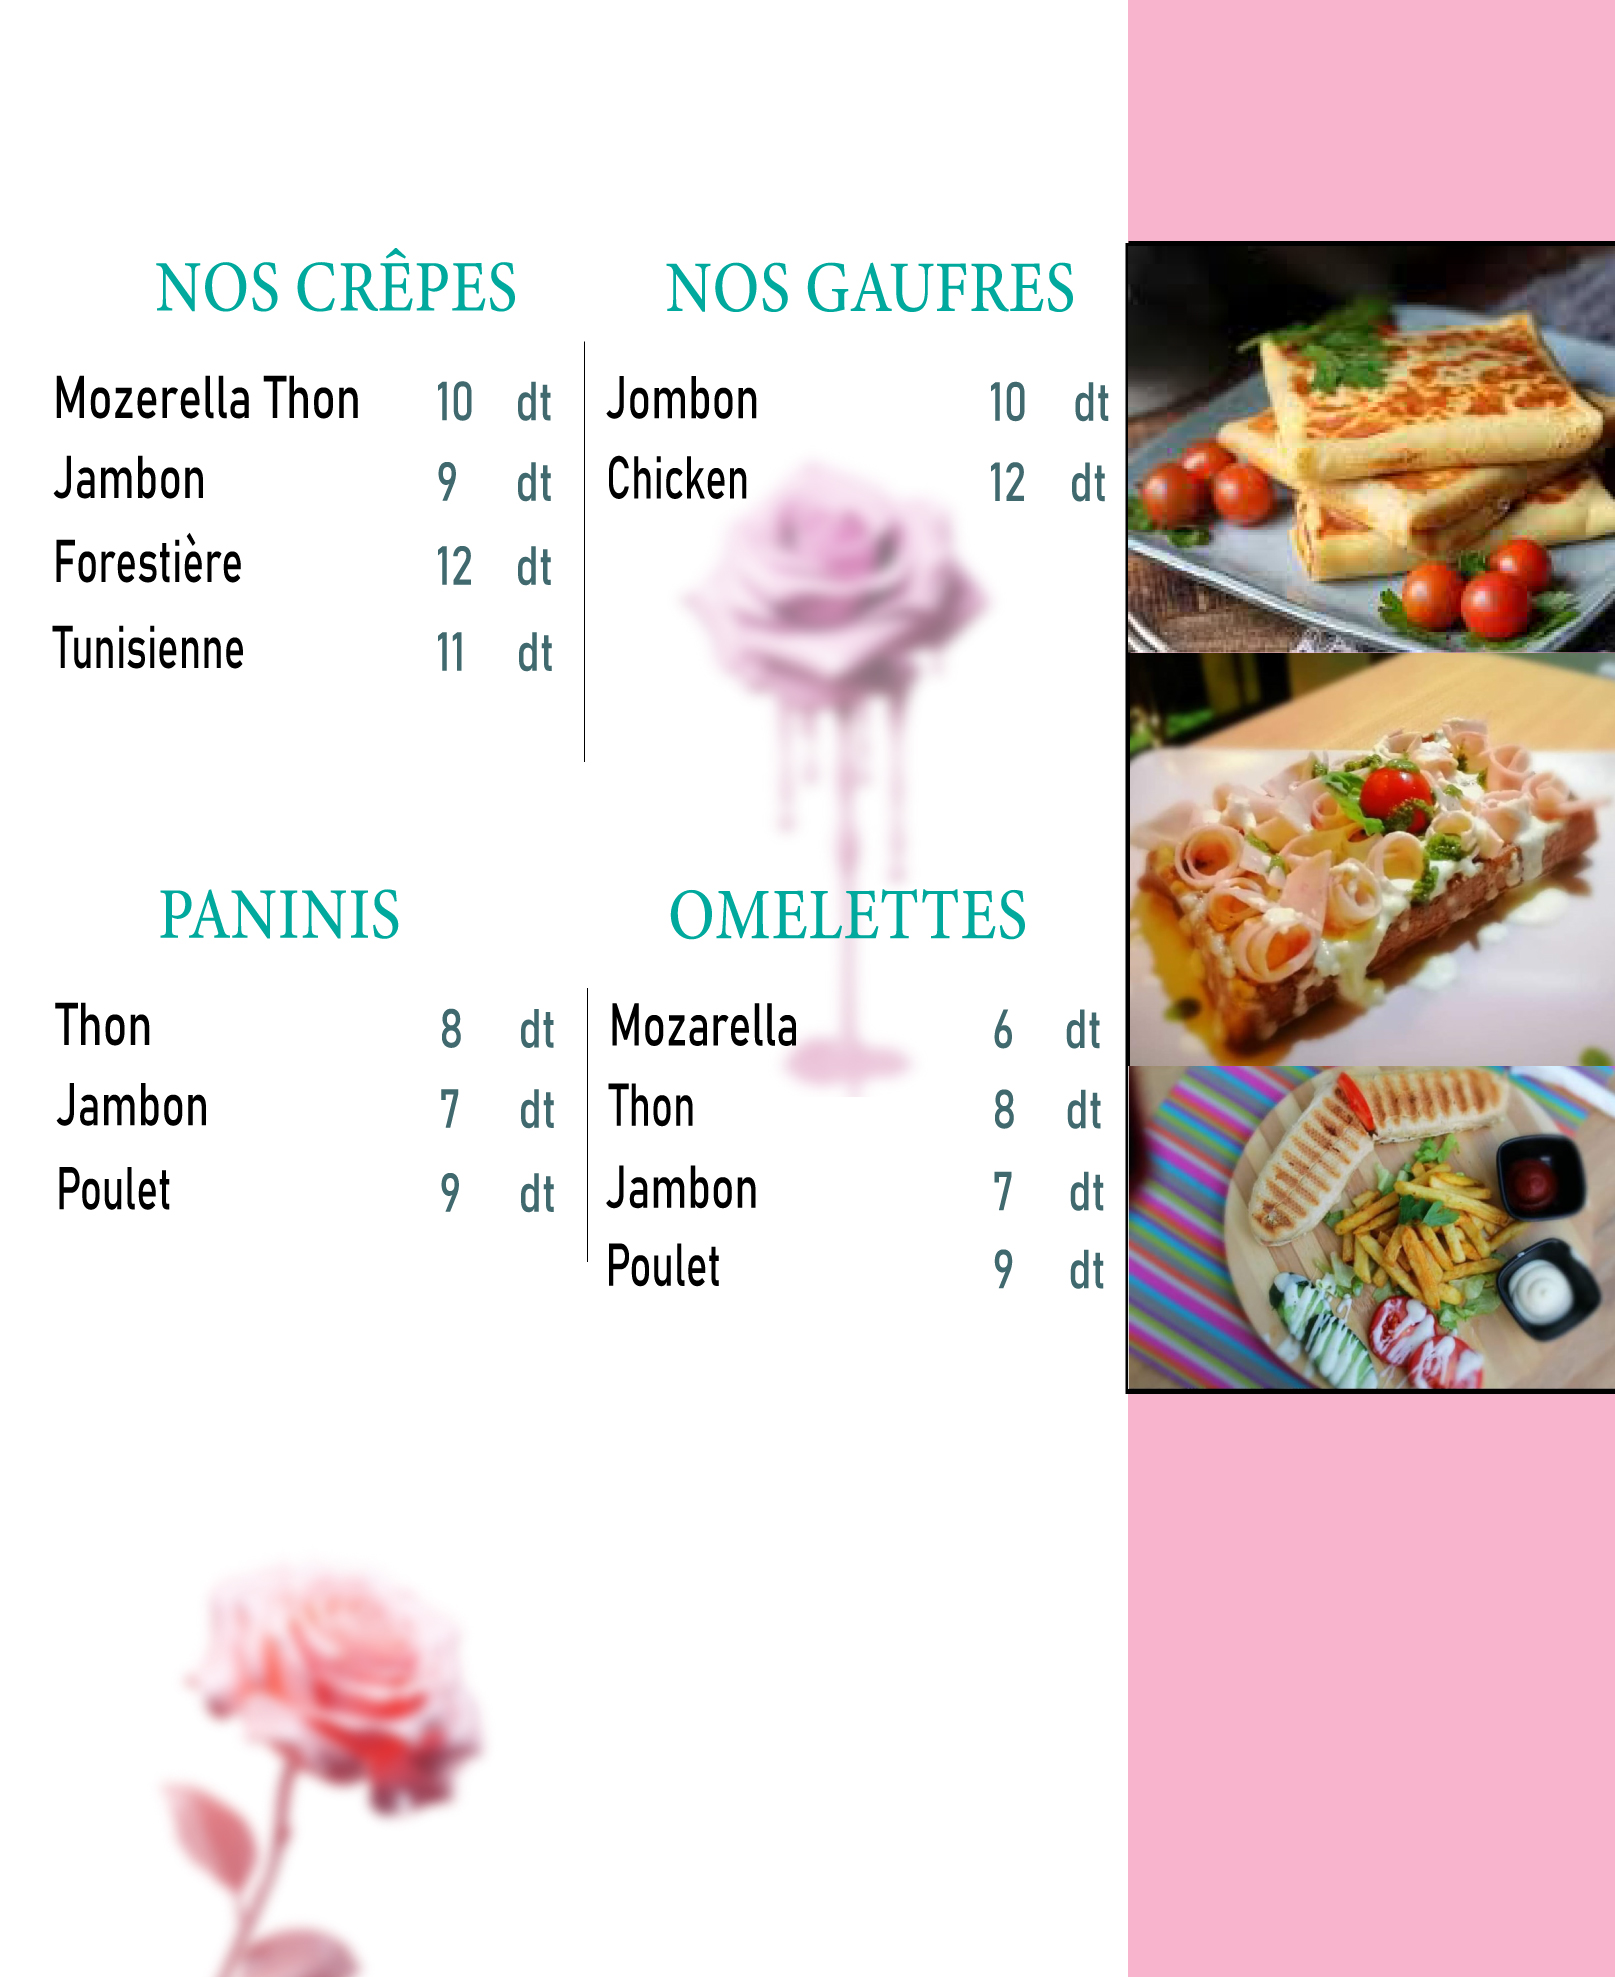 NOS CRÊPES
Mozerella Thon 10 dt
Jambon 9 dt
Forestière 12 dt
Tunisienne 11 dt
NOS GAUFRES
Jombon 10 dt
Chicken 12 dt
PANINIS
Thon 8 dt
Jambon 7 dt
Poulet 9 dt
OMELETTES
Mozarella 6 dt
Thon 8 dt
Jambon 7 dt
Poulet 9 dt